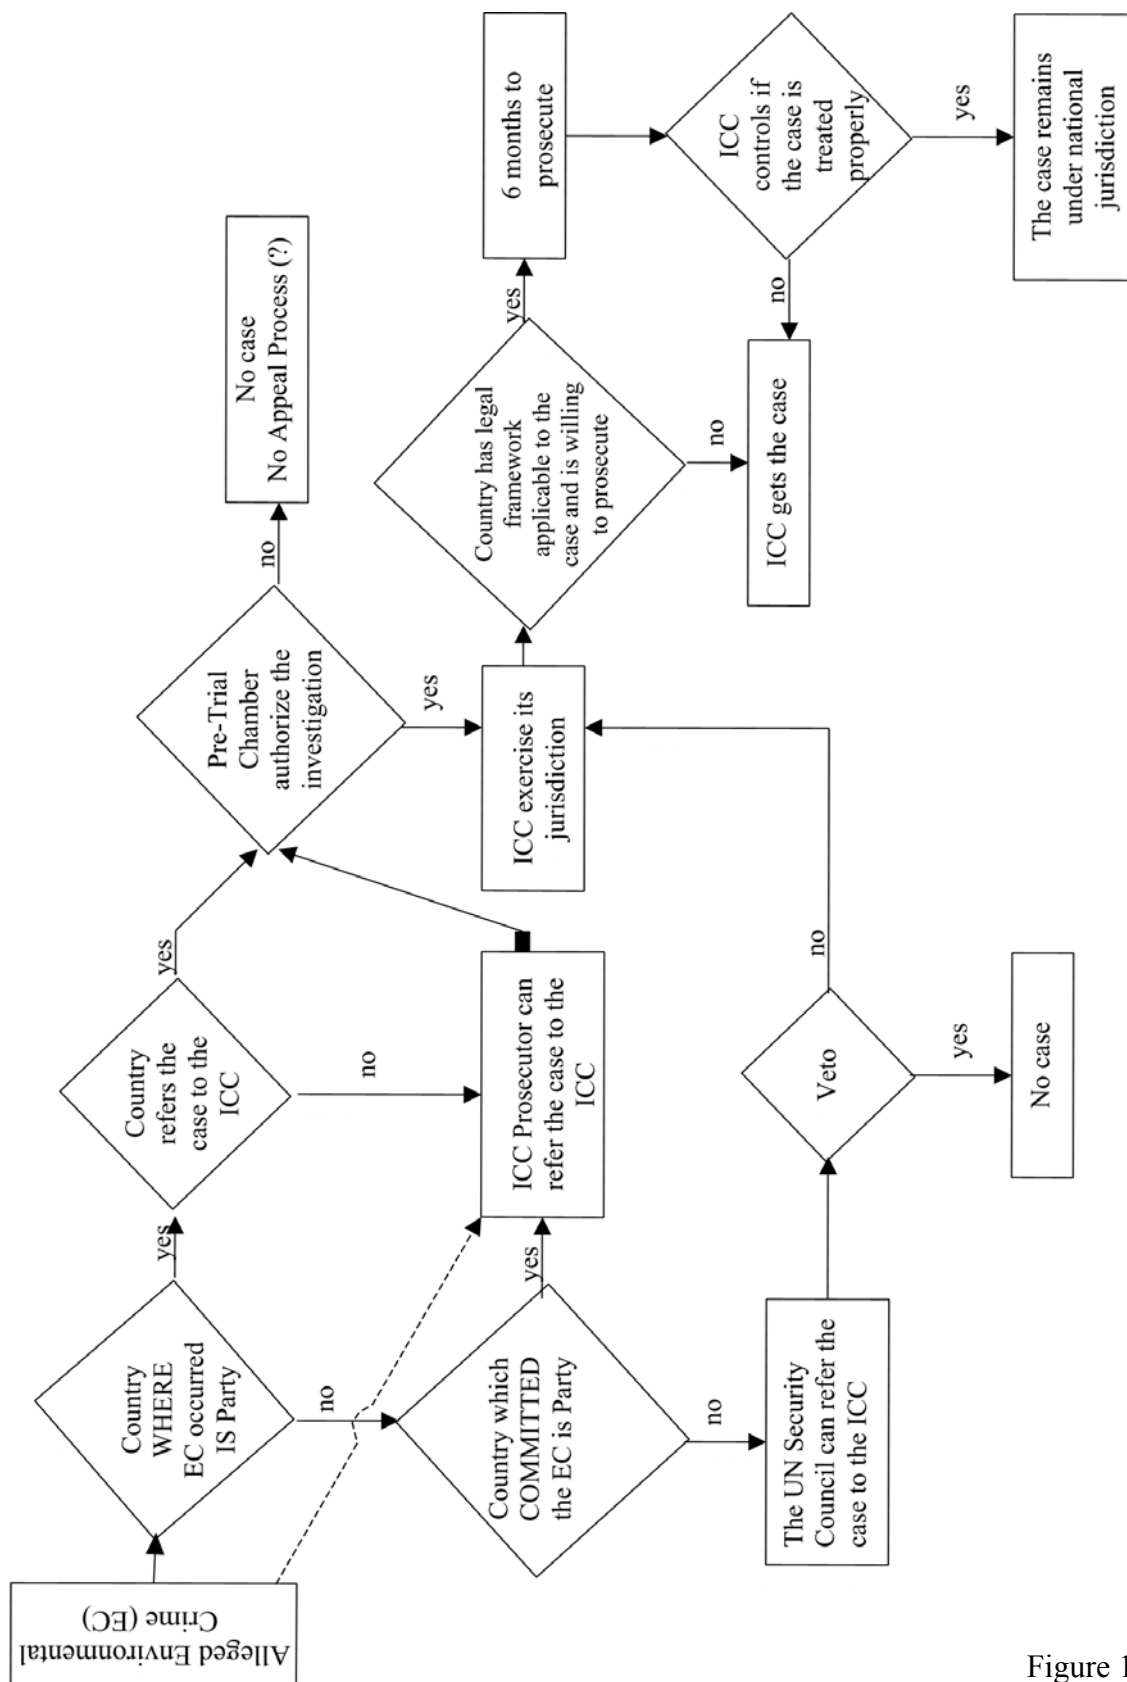 Alleged Environmental
Crime (EC)
Country
WHERE
EC occurred
IS Party
yes
no
Country
refers the
case to the
ICC
yes
no
Country which
COMMITTED
the EC is Party
yes
no
ICC Prosecutor can
refer the case to the
ICC
The UN Security
Council can refer the
case to the ICC
Veto
no
yes
No case
Pre-Trial
Chamber
authorize the
investigation
no
yes
No case
No Appeal Process (?)
ICC exercise its
jurisdiction
Country has legal
framework
applicable to the
case and is willing
to prosecute
yes
no
6 months to
prosecute
ICC
controls if
the case is
treated
properly
no
yes
ICC gets the case
The case remains
under national
jurisdiction
Figure 1